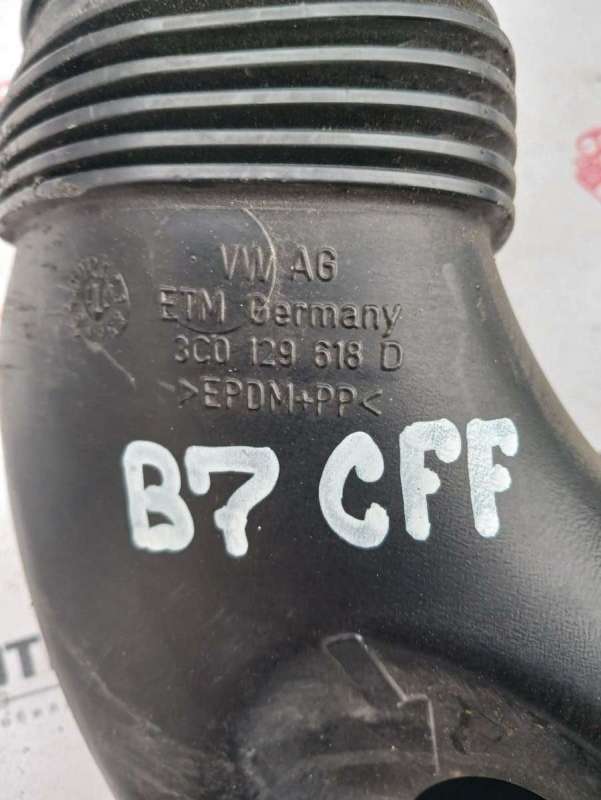 VW AG
ETM Germany
3C0 129 618 D
>EPDM+PP<
B7 CFF